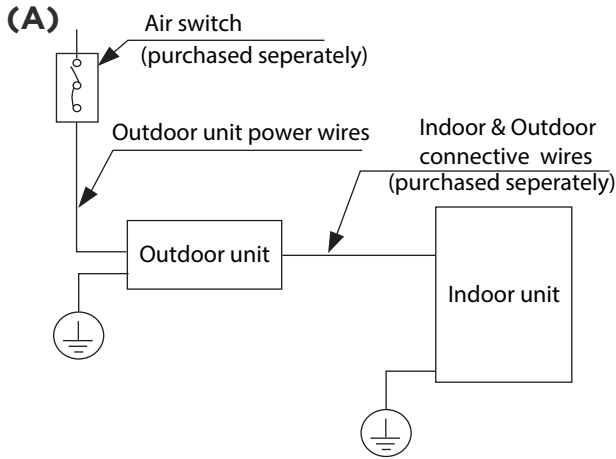 (A)
Air switch
(purchased seperately)
Outdoor unit power wires
Indoor & Outdoor
connective wires
(purchased seperately)
Outdoor unit
Indoor unit